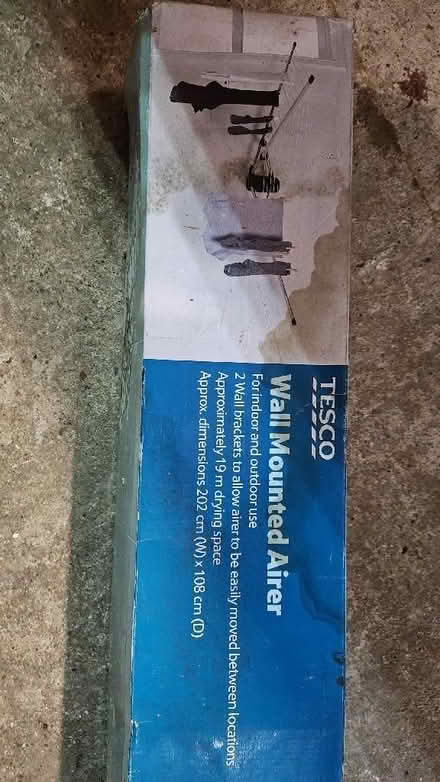 TESCO
Wall Mounted Airer
For indoor and outdoor use
2 Wall brackets to allow airer to be easily moved between locations
Approximately 19 m drying space
Approx. dimensions 202 cm (W) x 108 cm (D)